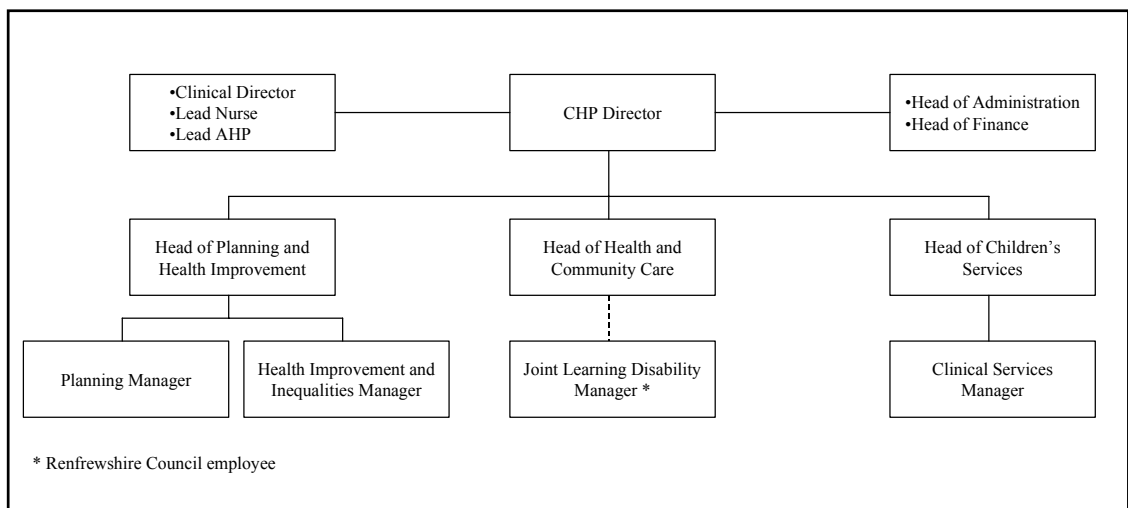 •Clinical Director
•Lead Nurse
•Lead AHP
CHP Director
•Head of Administration
•Head of Finance
Head of Planning and
Health Improvement
Head of Health and
Community Care
Head of Children’s
Services
Planning Manager
Health Improvement and
Inequalities Manager
Joint Learning Disability
Manager *
Clinical Services
Manager
* Renfrewshire Council employee